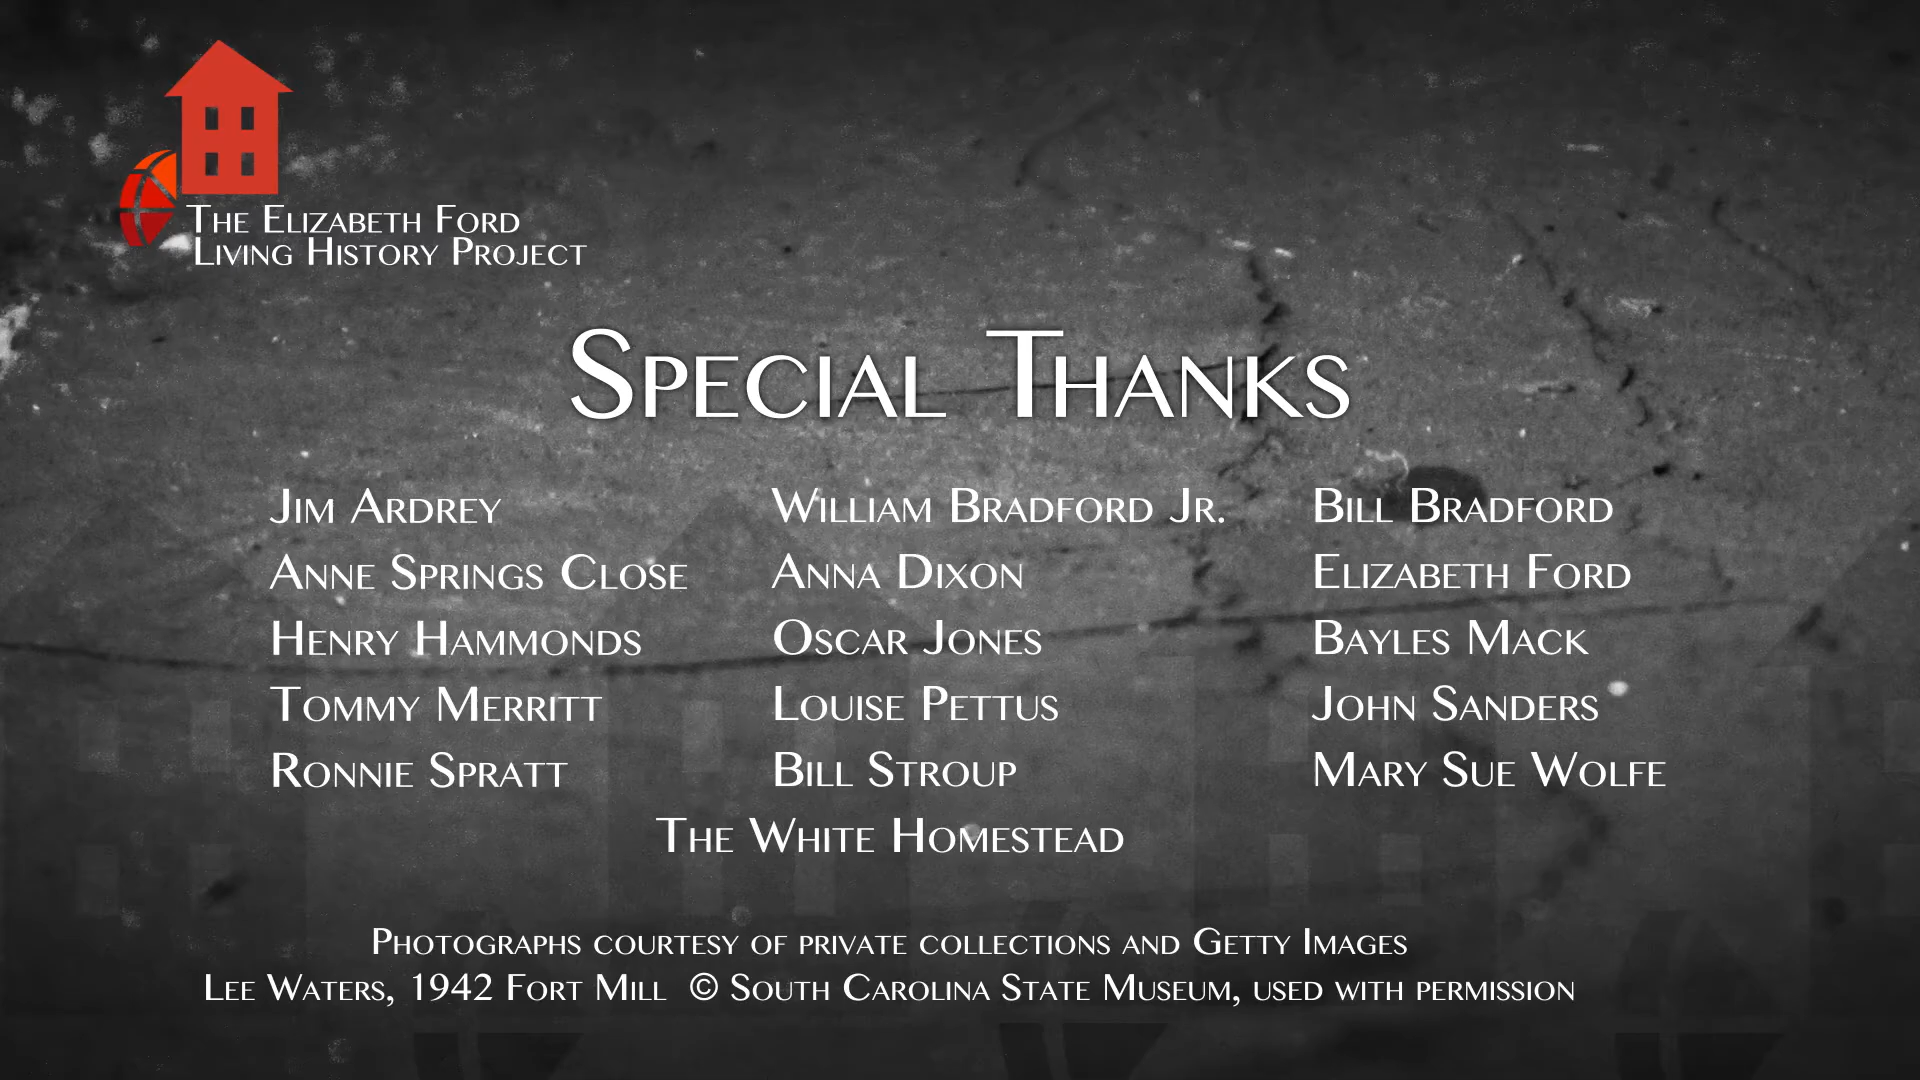 The Elizabeth Ford
Living History Project
Special Thanks
Jim Ardrey William Bradford Jr. Bill Bradford
Anne Springs Close Anna Dixon Elizabeth Ford
Henry Hammonds Oscar Jones Bayles Mack
Tommy Merritt Louise Pettus John Sanders
Ronnie Spratt Bill Stroup Mary Sue Wolfe
The White Homestead
Photographs courtesy of private collections and Getty Images
Lee Waters, 1942 Fort Mill © South Carolina State Museum, used with permission